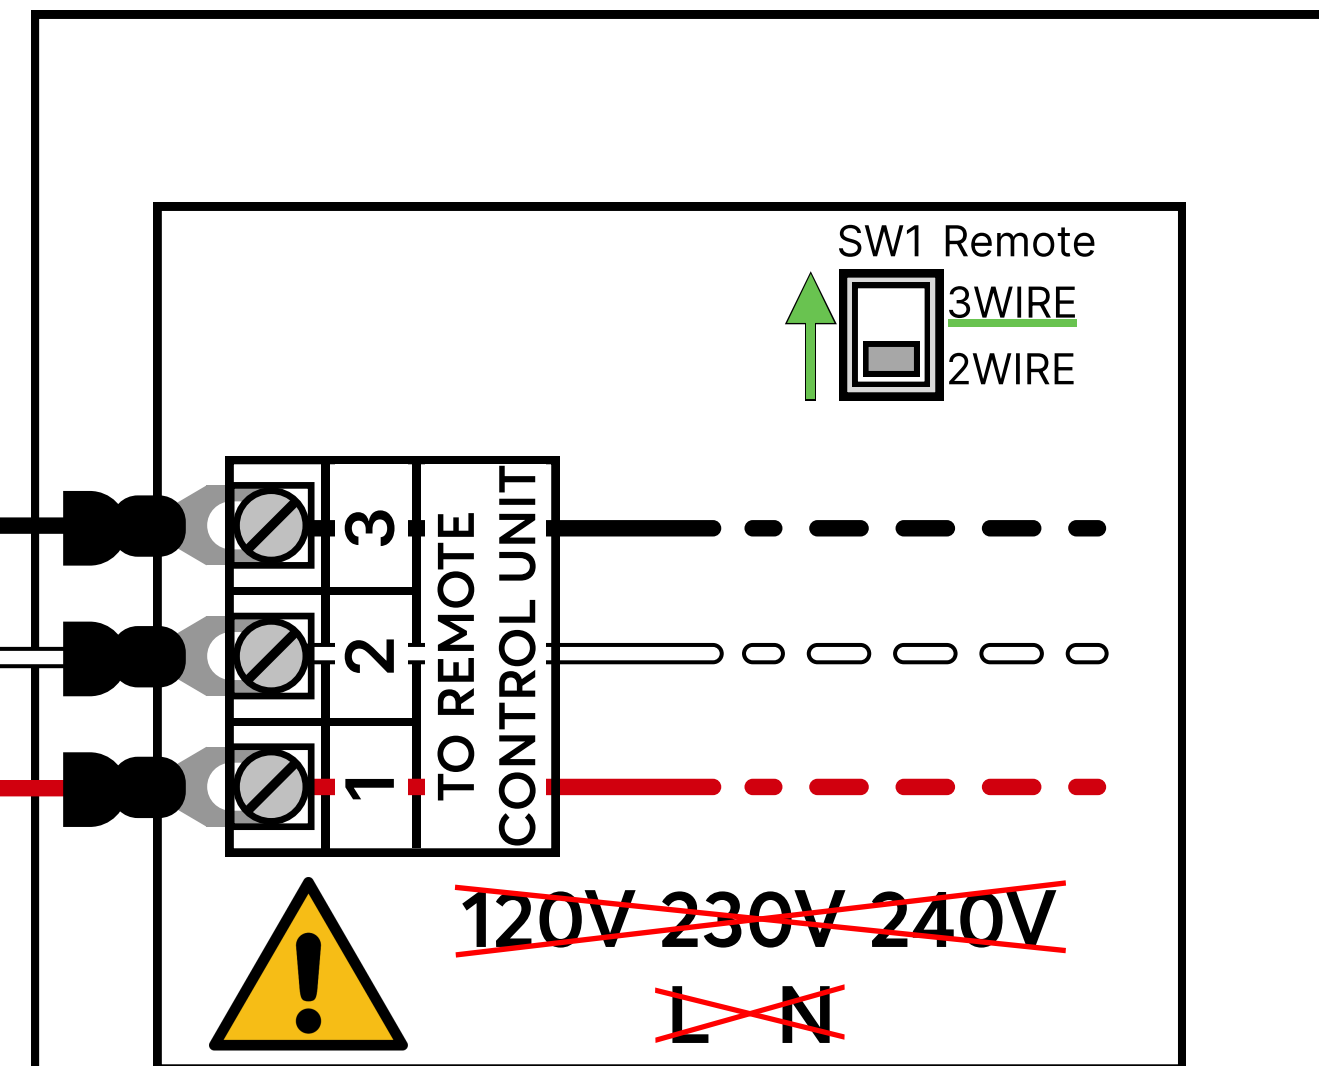 SW1 Remote
3WIRE
2WIRE
3
2
1
TO REMOTE
CONTROL UNIT
120V 230V 240V
L N